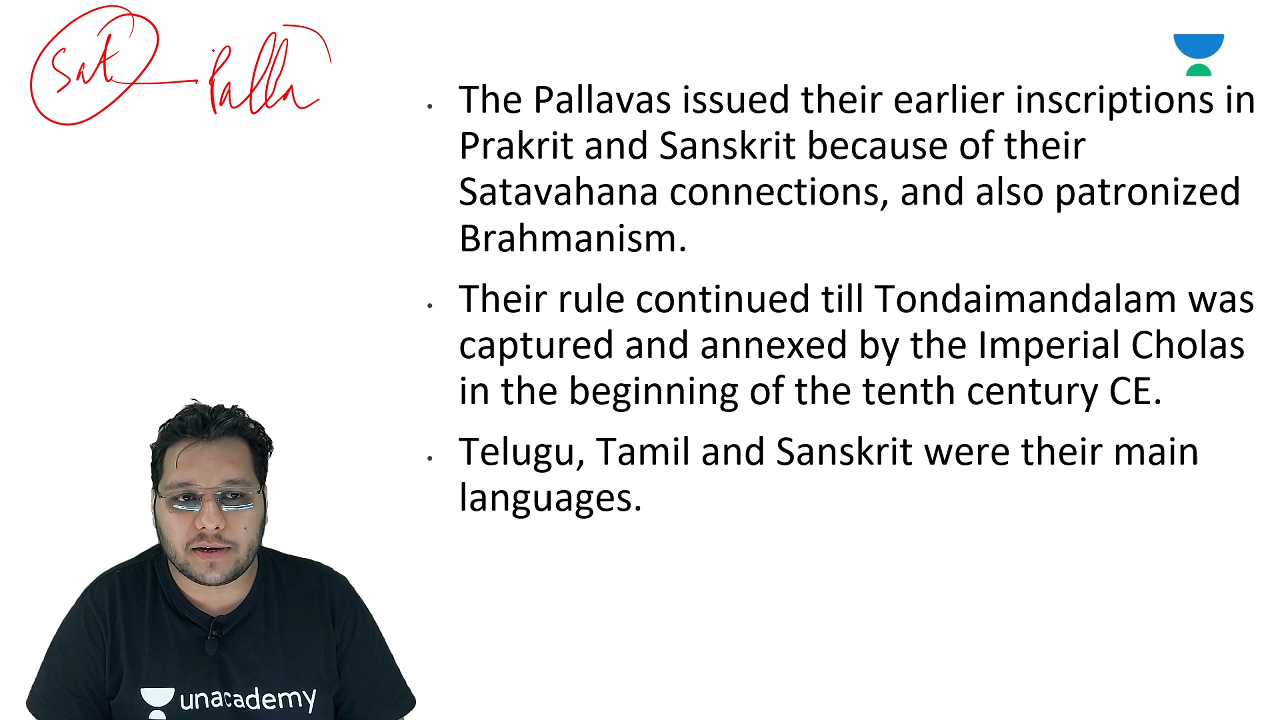 Sat. Palla
The Pallavas issued their earlier inscriptions in
Prakrit and Sanskrit because of their
Satavahana connections, and also patronized
Brahmanism.
Their rule continued till Tondaimandalam was
captured and annexed by the Imperial Cholas
in the beginning of the tenth century CE.
Telugu, Tamil and Sanskrit were their main
languages.
unacademy